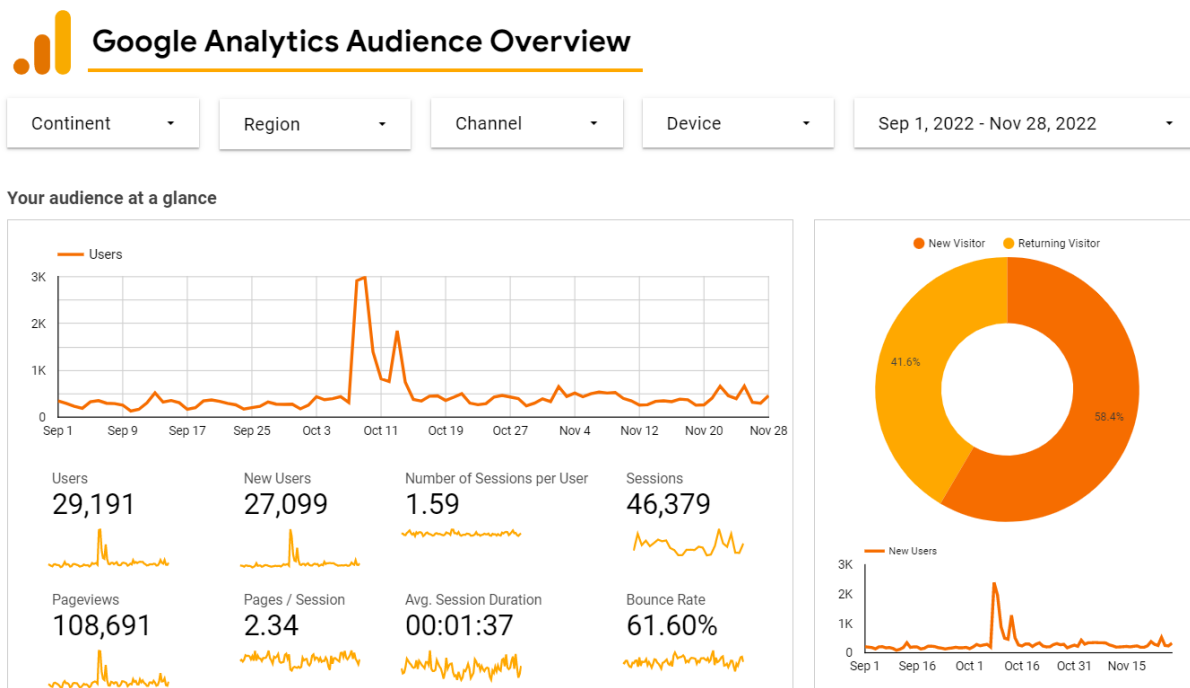 Google Analytics Audience Overview
Continent
Region
Channel
Device
Sep 1, 2022 - Nov 28, 2022
Your audience at a glance
Users
3K
2K
1K
0
Sep 1 Sep 9 Sep 17 Sep 25 Oct 3 Oct 11 Oct 19 Oct 27 Nov 4 Nov 12 Nov 20 Nov 28
Users New Users Number of Sessions per User Sessions
29,191 27,099 1.59 46,379
Pageviews Pages / Session Avg. Session Duration Bounce Rate
108,691 2.34 00:01:37 61.60%
New Visitor Returning Visitor
41.6%
58.4%
New Users
3K
2K
1K
0
Sep 1 Sep 16 Oct 1 Oct 16 Oct 31 Nov 15